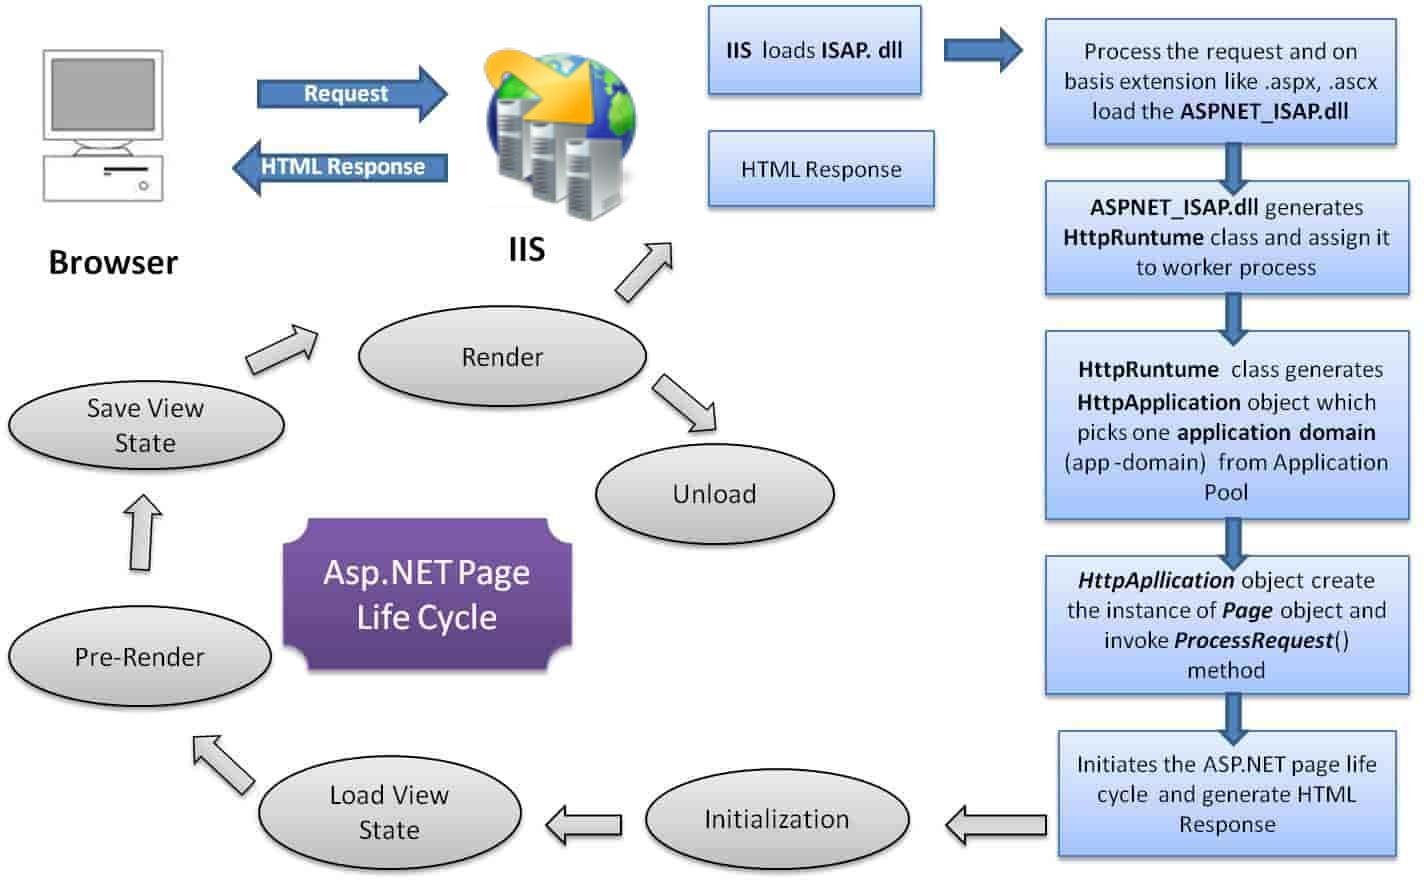 Request
HTML Response
Browser
IIS
IIS loads ISAP. dll
HTML Response
Process the request and on
basis extension like .aspx, .ascx
load the ASPNET_ISAP.dll
ASPNET_ISAP.dll generates
HttpRuntume class and assign it
to worker process
HttpRuntume class generates
HttpApplication object which
picks one application domain
(app-domain) from Application
Pool
HttpApllication object create
the instance of Page object and
invoke ProcessRequest()
method
Initiates the ASP.NET page life
cycle and generate HTML
Response
Initialization
Load View
State
Pre-Render
Save View
State
Render
Unload
Asp.NET Page
Life Cycle